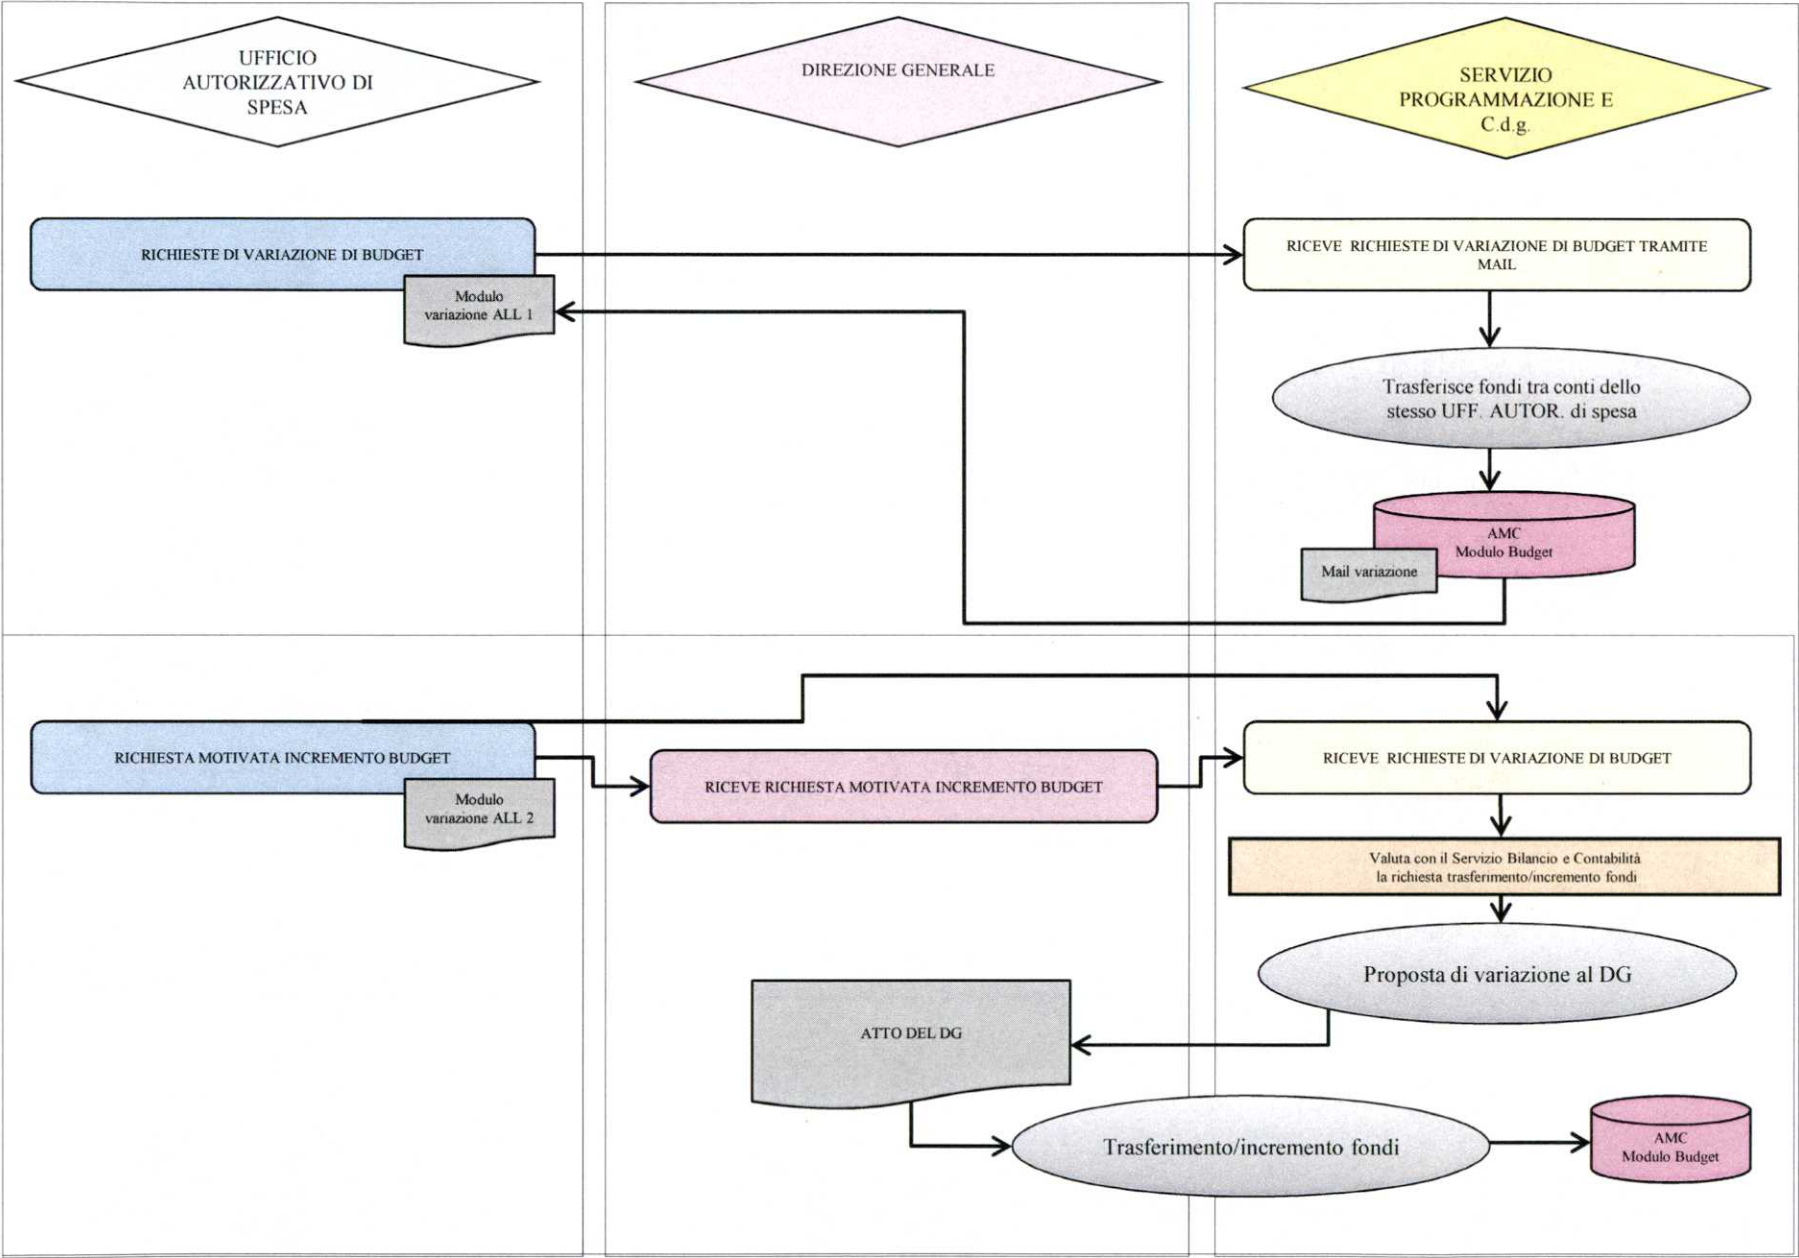 UFFICIO
AUTORIZZATIVO DI
SPESA
DIREZIONE GENERALE
SERVIZIO
PROGRAMMAZIONE E
C.d.g.
RICHIESTE DI VARIAZIONE DI BUDGET
Modulo
variazione ALL 1
RICEVE RICHIESTE DI VARIAZIONE DI BUDGET TRAMITE
MAIL
Trasferisce fondi tra conti dello
stesso UFF. AUTOR. di spesa
AMC
Modulo Budget
Mail variazione
RICHIESTA MOTIVATA INCREMENTO BUDGET
Modulo
variazione ALL 2
RICEVE RICHIESTA MOTIVATA INCREMENTO BUDGET
RICEVE RICHIESTE DI VARIAZIONE DI BUDGET
Valuta con il Servizio Bilancio e Contabilità
la richiesta trasferimento/incremento fondi
Proposta di variazione al DG
ATTO DEL DG
Trasferimento/incremento fondi
AMC
Modulo Budget